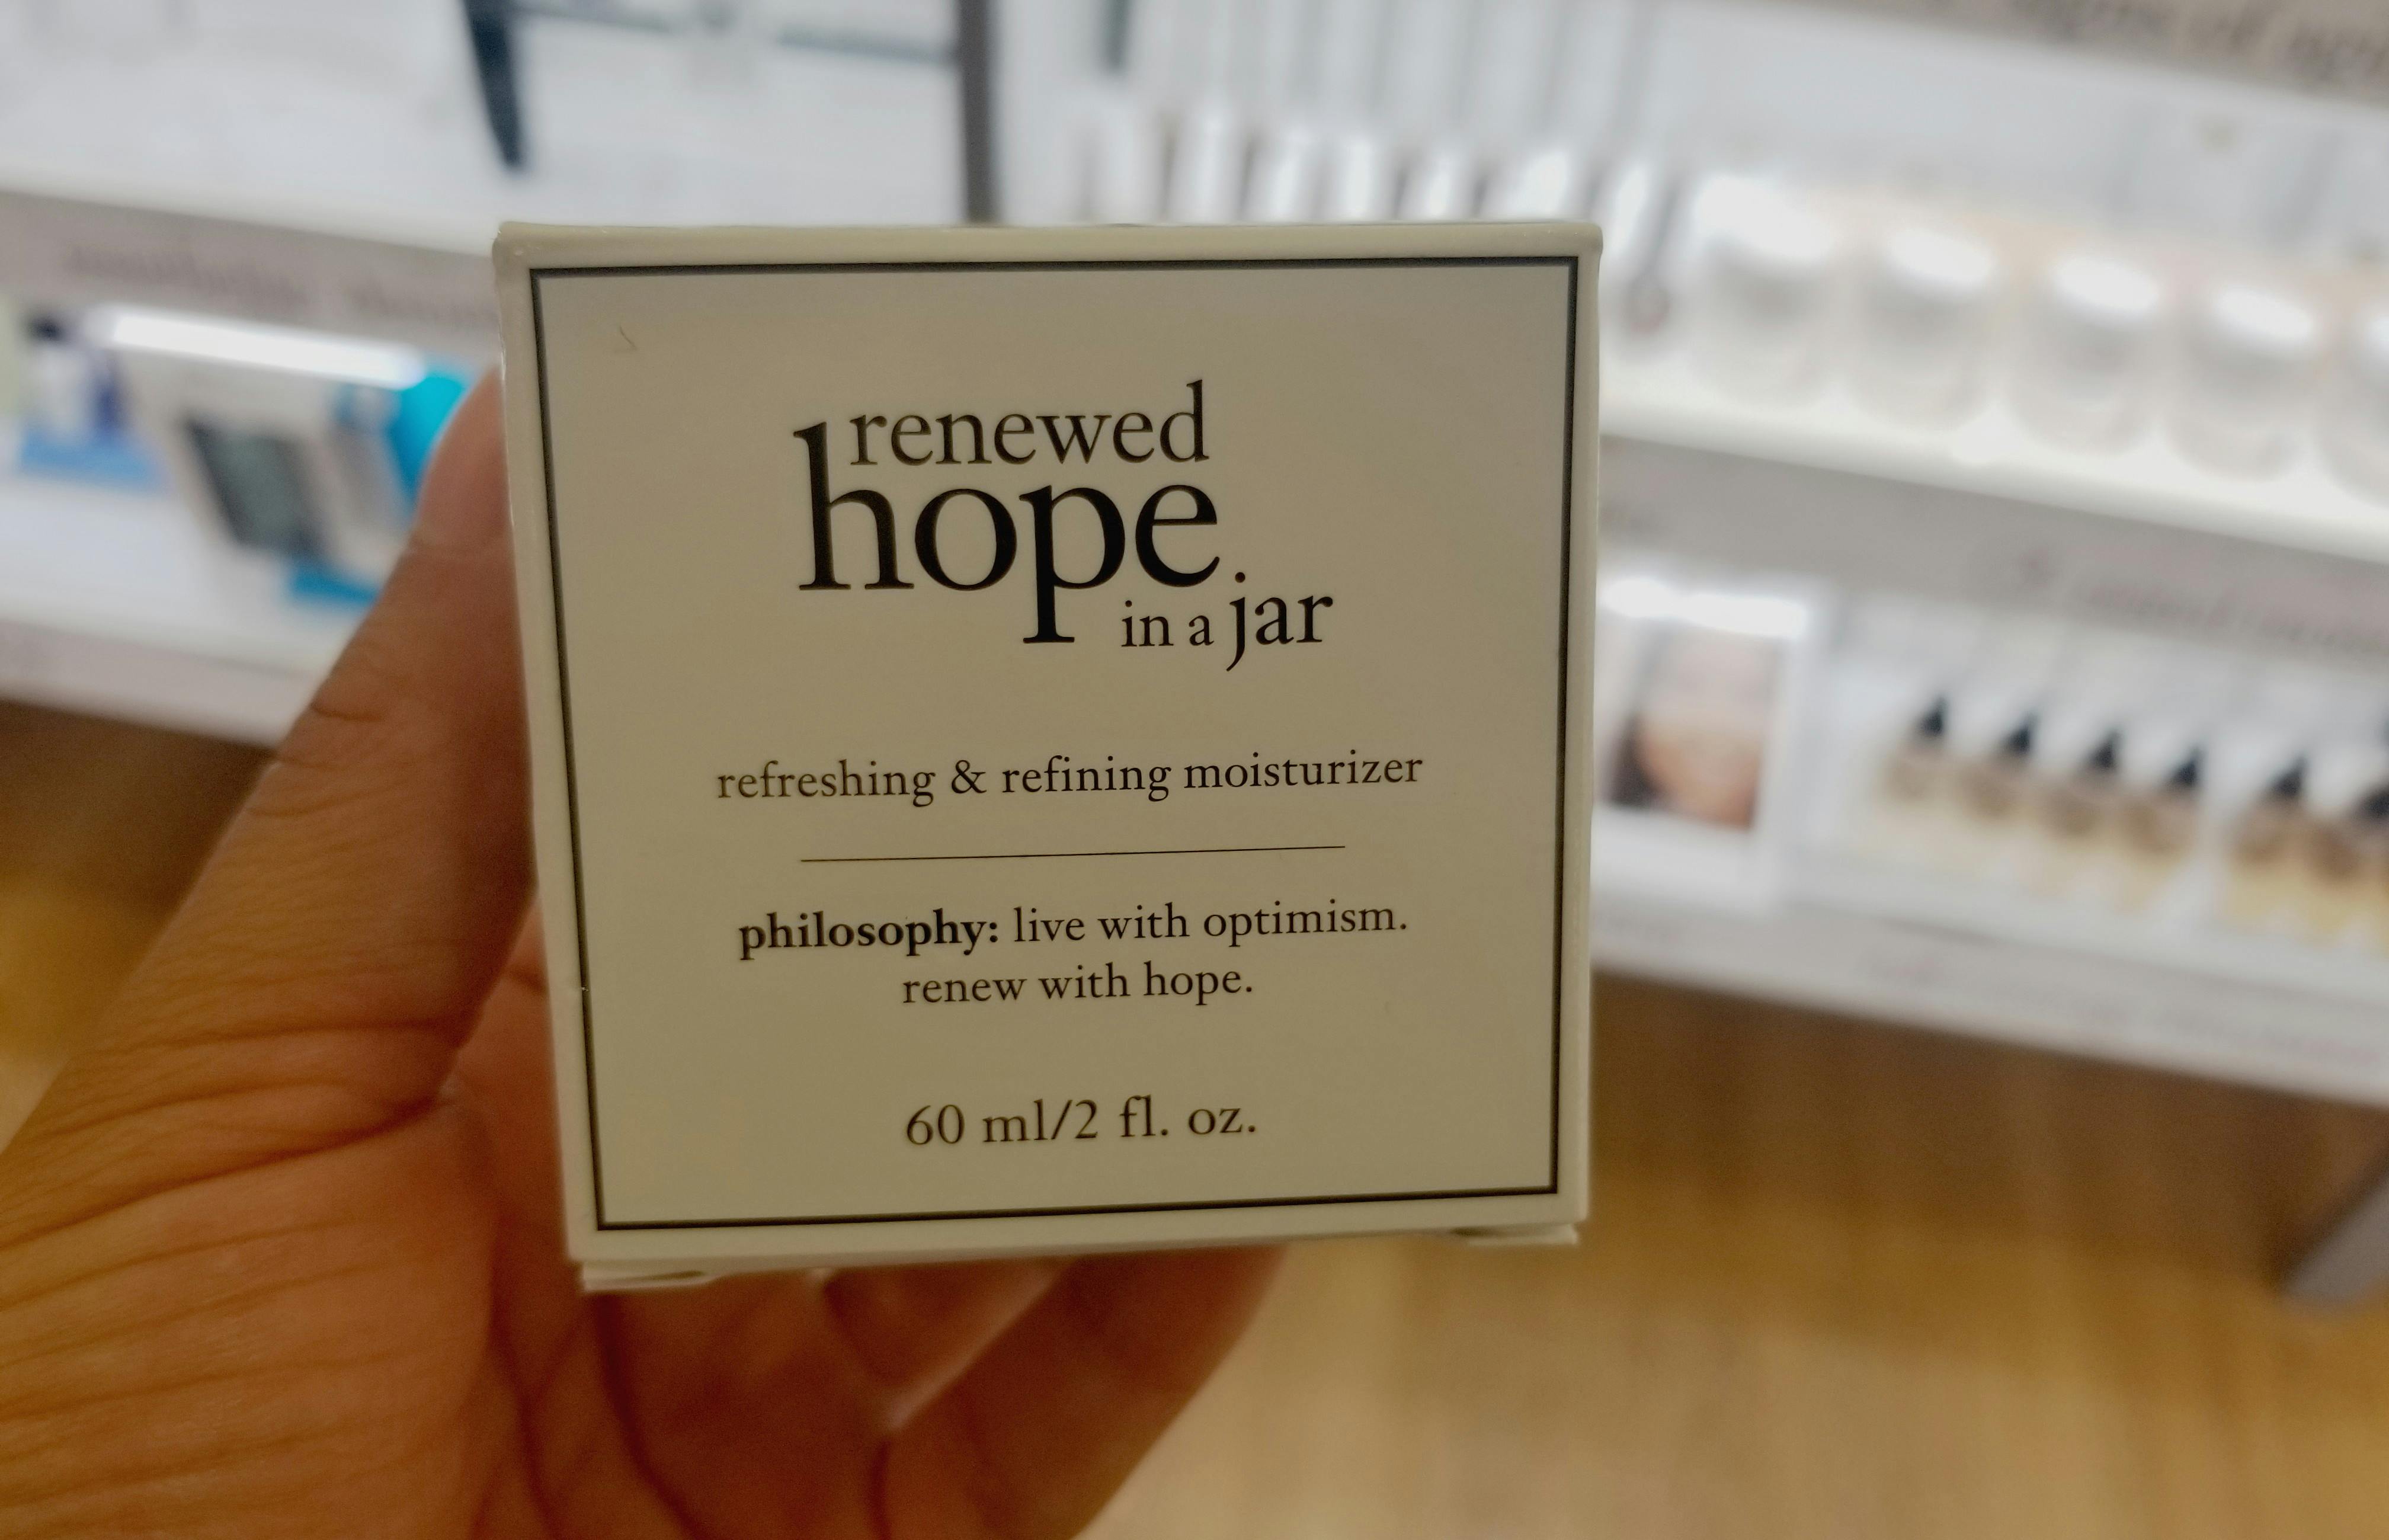 renewed
hope
in a jar
refreshing & refining moisturizer
philosophy: live with optimism.
renew with hope.
60 ml/2 fl. oz.